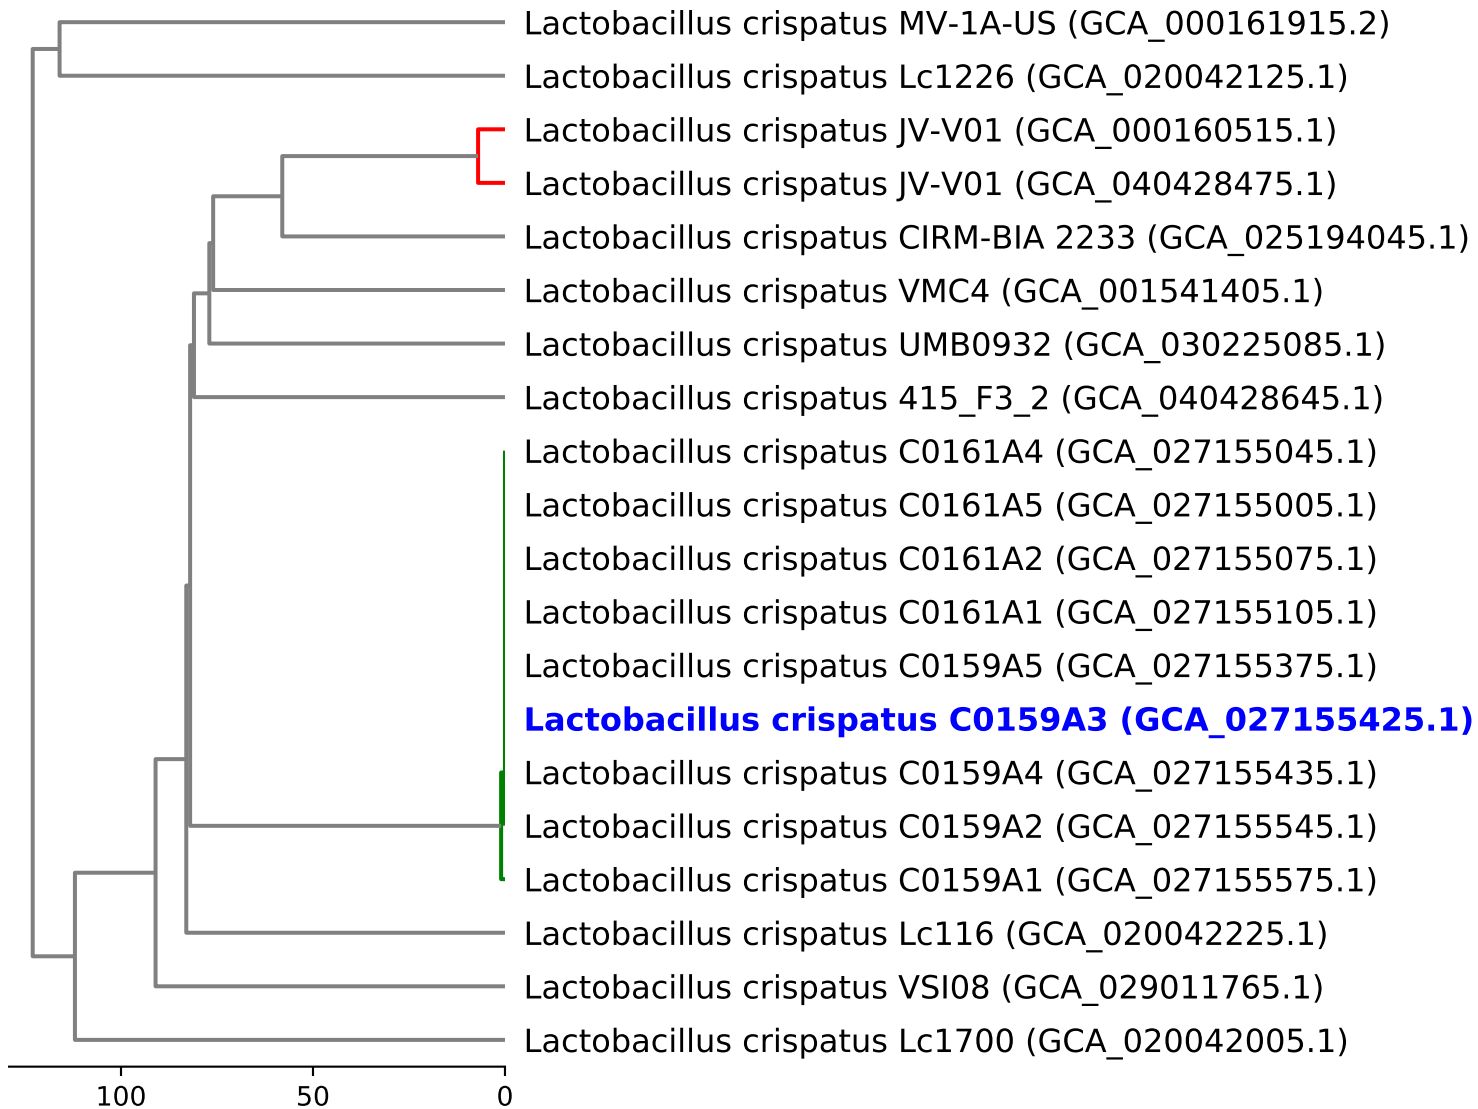 Lactobacillus crispatus MV-1A-US (GCA_000161915.2)
Lactobacillus crispatus Lc1226 (GCA_020042125.1)
Lactobacillus crispatus JV-V01 (GCA_000160515.1)
Lactobacillus crispatus JV-V01 (GCA_040428475.1)
Lactobacillus crispatus CIRM-BIA 2233 (GCA_025194045.1)
Lactobacillus crispatus VMC4 (GCA_001541405.1)
Lactobacillus crispatus UMB0932 (GCA_030225085.1)
Lactobacillus crispatus 415_F3_2 (GCA_040428645.1)
Lactobacillus crispatus C0161A4 (GCA_027155045.1)
Lactobacillus crispatus C0161A5 (GCA_027155005.1)
Lactobacillus crispatus C0161A2 (GCA_027155075.1)
Lactobacillus crispatus C0161A1 (GCA_027155105.1)
Lactobacillus crispatus C0159A5 (GCA_027155375.1)
Lactobacillus crispatus C0159A3 (GCA_027155425.1)
Lactobacillus crispatus C0159A4 (GCA_027155435.1)
Lactobacillus crispatus C0159A2 (GCA_027155545.1)
Lactobacillus crispatus C0159A1 (GCA_027155575.1)
Lactobacillus crispatus Lc116 (GCA_020042225.1)
Lactobacillus crispatus VSI08 (GCA_029011765.1)
Lactobacillus crispatus Lc1700 (GCA_020042005.1)
100 50 0